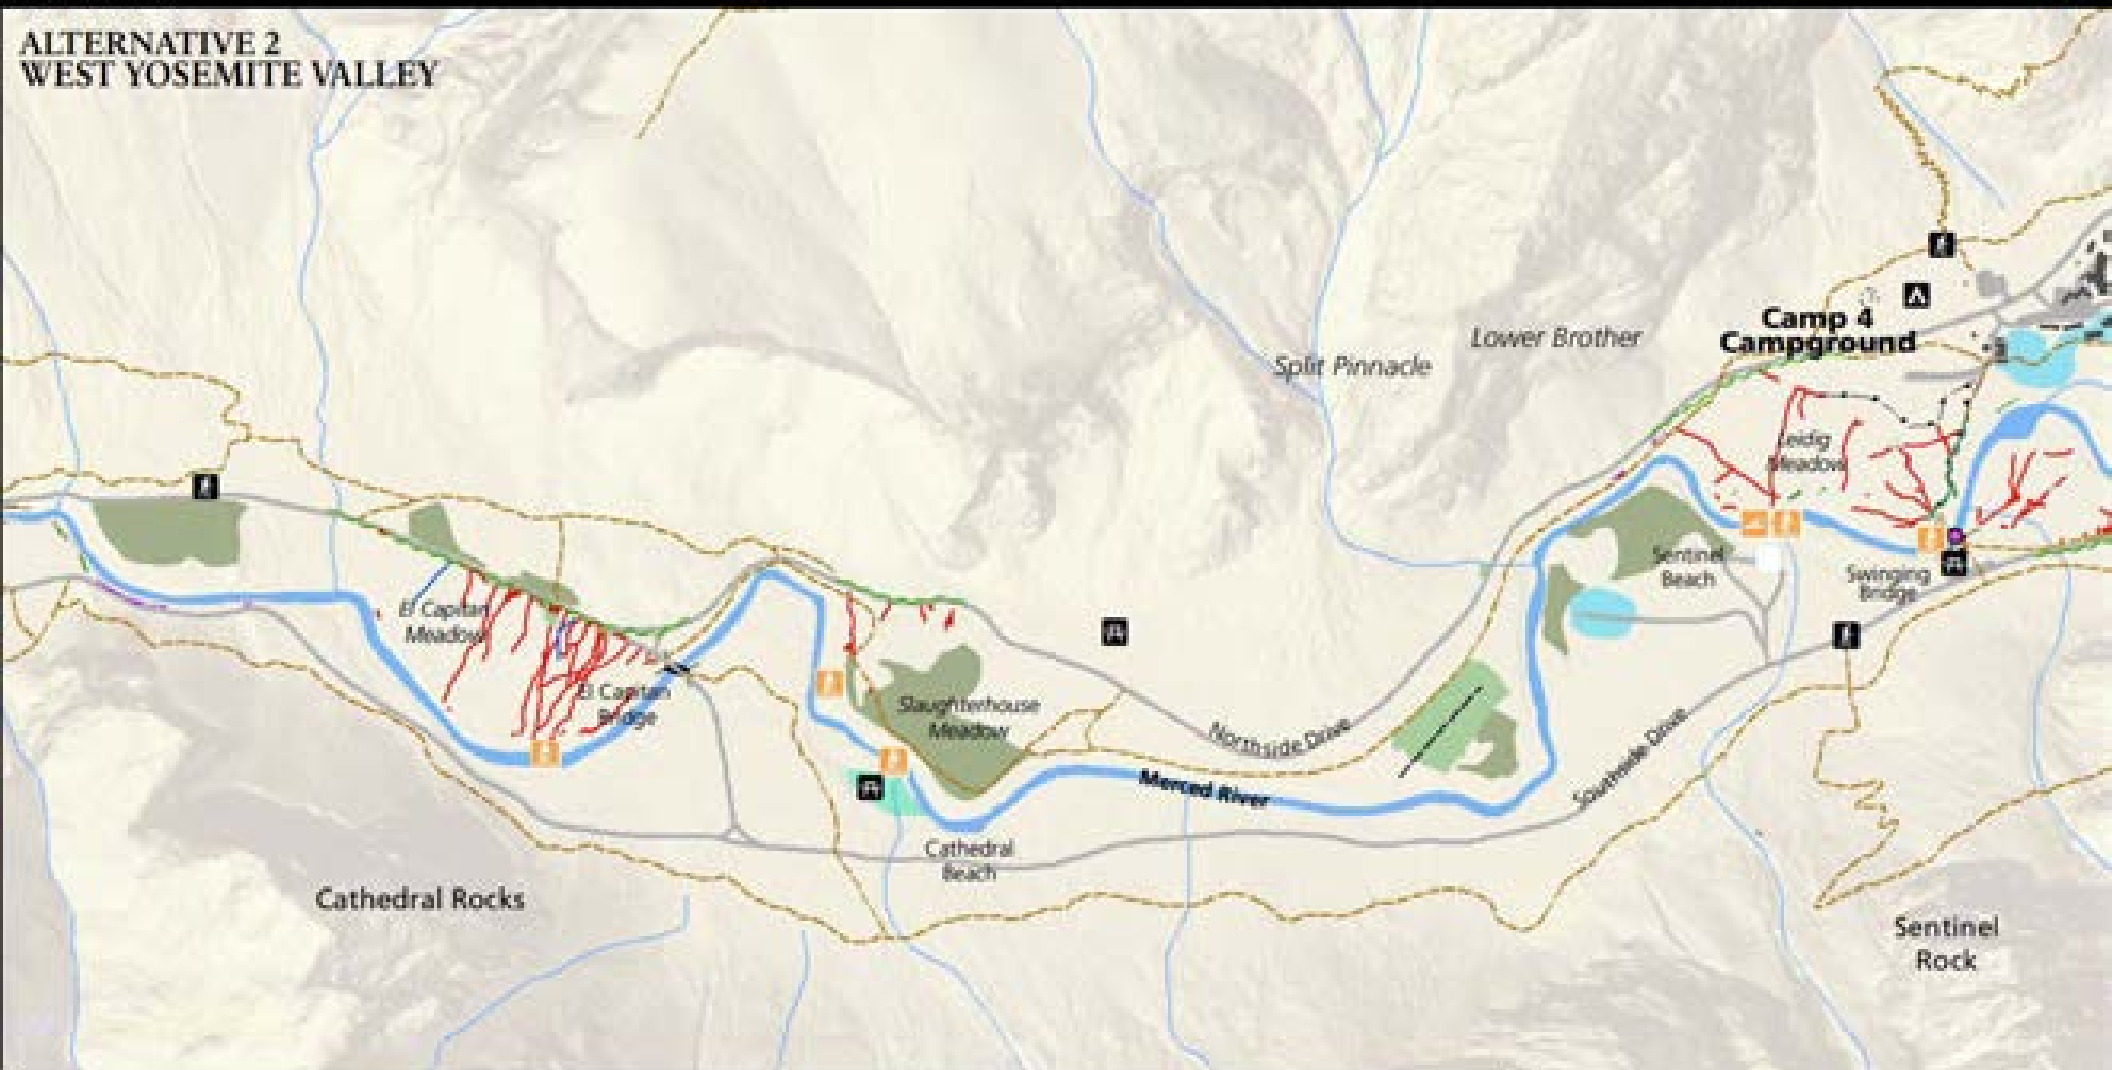 ALTERNATIVE 2
WEST YOSEMITE VALLEY
Camp 4
Campground
Lower Brother
Split Pinnacle
Leidig
Meadow
Sentinel
Beach
Swinging
Bridge
El Capitan
Meadow
El Capitan
Bridge
Slaughterhouse
Meadow
Northside Drive
Southside Drive
Merced River
Cathedral
Beach
Cathedral Rocks
Sentinel
Rock